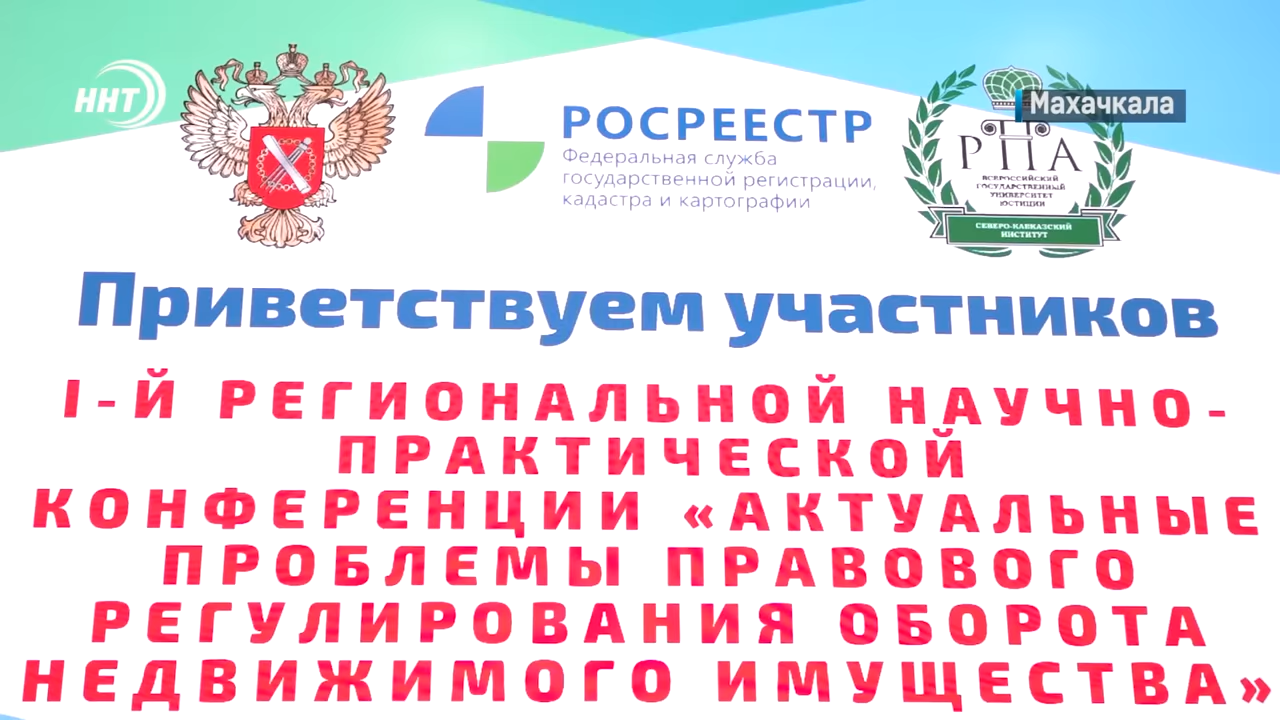 ННТ
Махачкала
РОСРЕЕСТР
Федеральная служба
государственной регистрации,
кадастра и картографии
РПА
ВСЕРОССИЙСКИЙ
ГОСУДАРСТВЕННЫЙ
УНИВЕРСИТЕТ
ЮСТИЦИИ
СЕВЕРО-КАВКАЗСКИЙ
ИНСТИТУТ
Приветствуем участников
I-Й РЕГИОНАЛЬНОЙ НАУЧНО-
ПРАКТИЧЕСКОЙ
КОНФЕРЕНЦИИ «АКТУАЛЬНЫЕ
ПРОБЛЕМЫ ПРАВОВОГО
РЕГУЛИРОВАНИЯ ОБОРОТА
НЕДВИЖИМОГО ИМУЩЕСТВА»